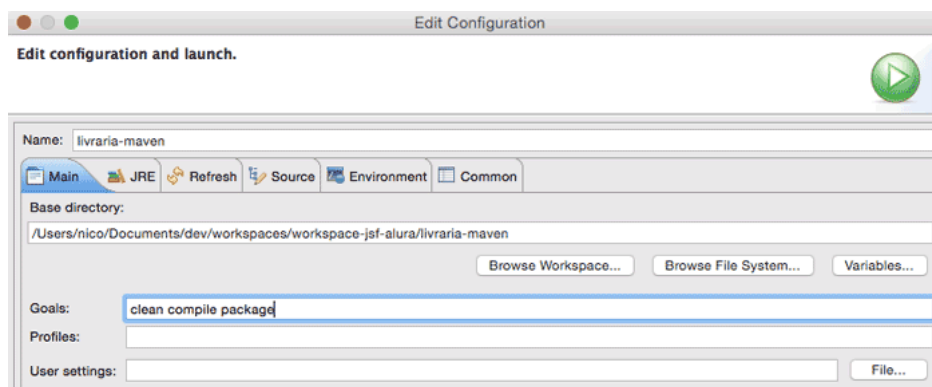 Edit Configuration
Edit configuration and launch.
Name: livraria-maven
Main JRE Refresh Source Environment Common
Base directory:
/Users/nico/Documents/dev/workspaces/workspace-jsf-alura/livraria-maven
Browse Workspace... Browse File System... Variables...
Goals: clean compile package
Profiles:
User settings: File...